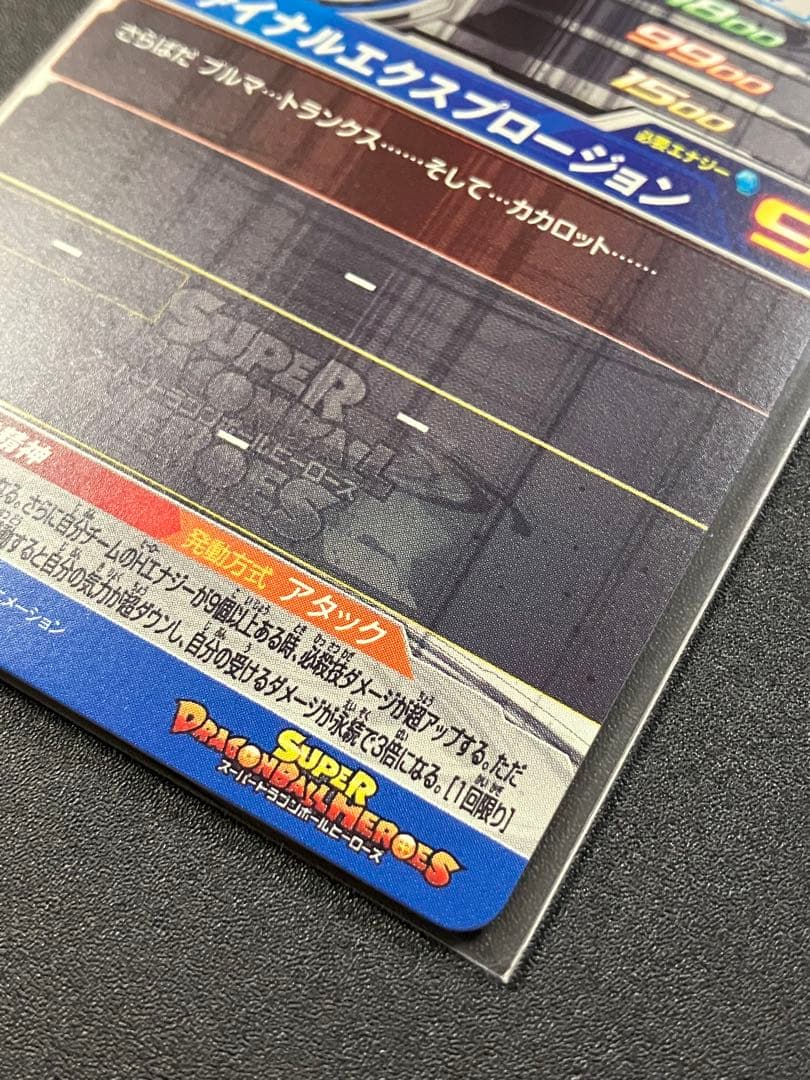 1800
9900
1500
必要エナジー
9
ァイナルエクスプロージョン
さらばだ ブルマ…トランクス……そして…カカロット……
SUPER
DRAGONBALL
HEROES
スーパードラゴンボールヒーローズ
精神
発動方式 アタック
なる。さらに自分チームのHエナジーが9個以上ある時、必殺技ダメージが超アップする。ただ
動すると自分の気力が超ダウンし、自分の受けるダメージが永続で3倍になる。[1回限り]
ニメーション
SUPER
DRAGONBALL HEROES
スーパードラゴンボールヒーローズ